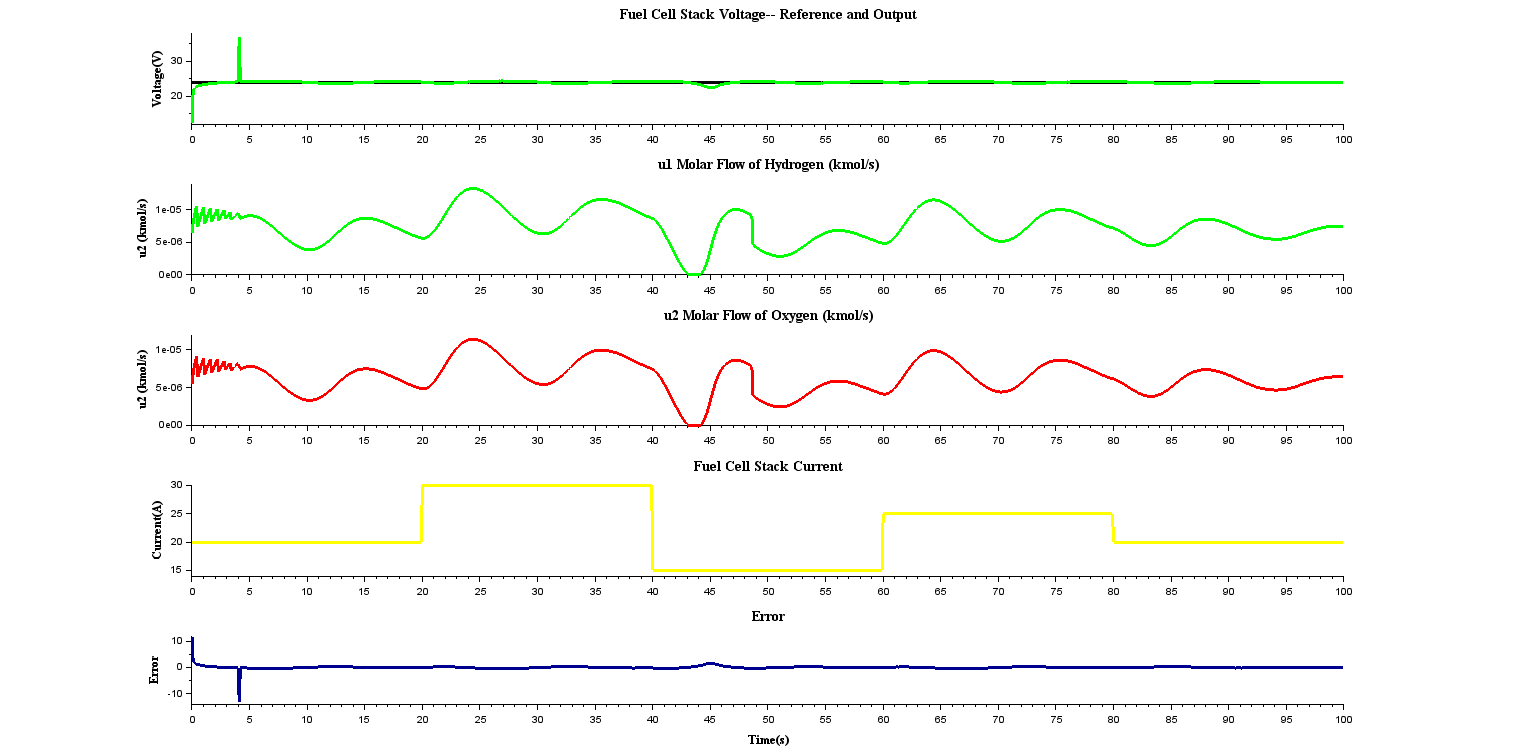 Fuel Cell Stack Voltage-- Reference and Output
Voltage(V)
30
20
0 5 10 15 20 25 30 35 40 45 50 55 60 65 70 75 80 85 90 95 100
u1 Molar Flow of Hydrogen (kmol/s)
u2 (kmol/s)
1e-05
5e-06
0e00
0 5 10 15 20 25 30 35 40 45 50 55 60 65 70 75 80 85 90 95 100
u2 Molar Flow of Oxygen (kmol/s)
u2 (kmol/s)
1e-05
5e-06
0e00
0 5 10 15 20 25 30 35 40 45 50 55 60 65 70 75 80 85 90 95 100
Fuel Cell Stack Current
Current(A)
30
25
20
15
0 5 10 15 20 25 30 35 40 45 50 55 60 65 70 75 80 85 90 95 100
Error
Error
10
0
-10
0 5 10 15 20 25 30 35 40 45 50 55 60 65 70 75 80 85 90 95 100
Time(s)